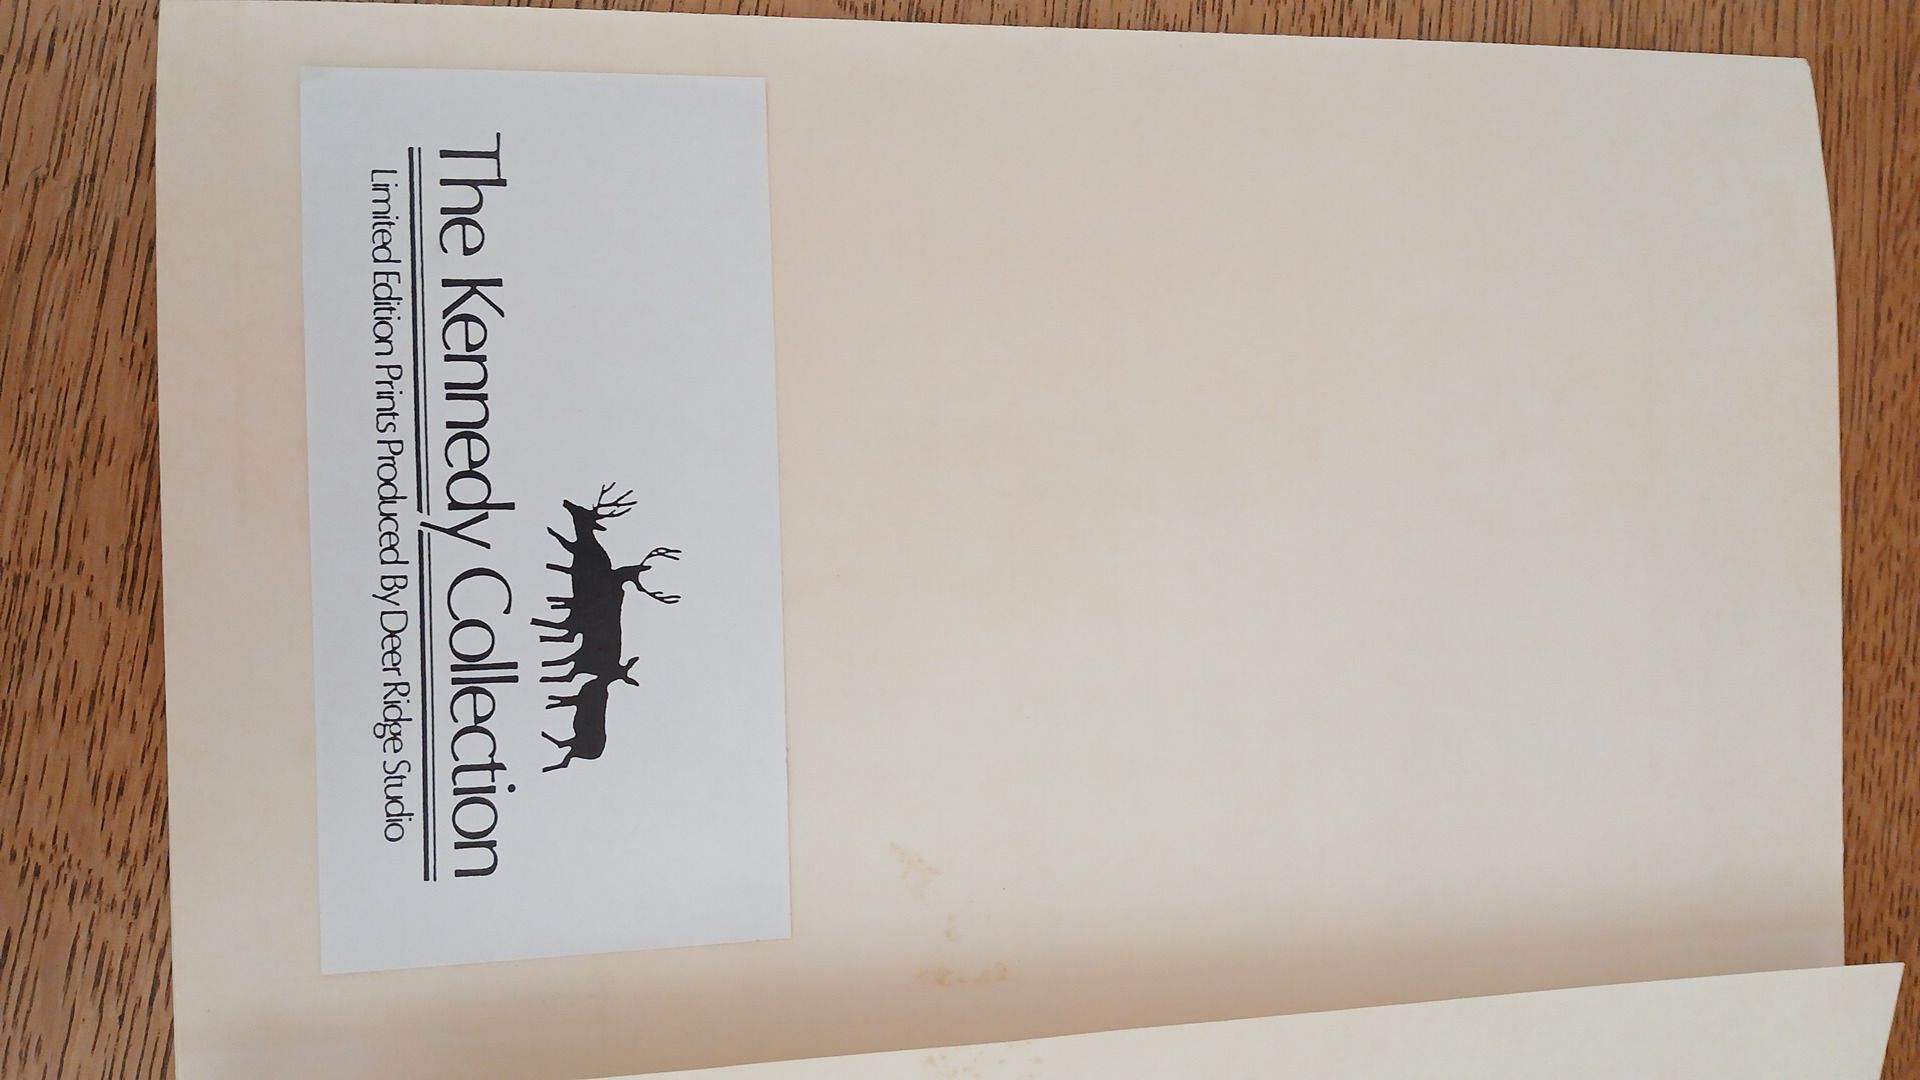 The Kennedy Collection
Limited Edition Prints Produced By Deer Ridge Studio